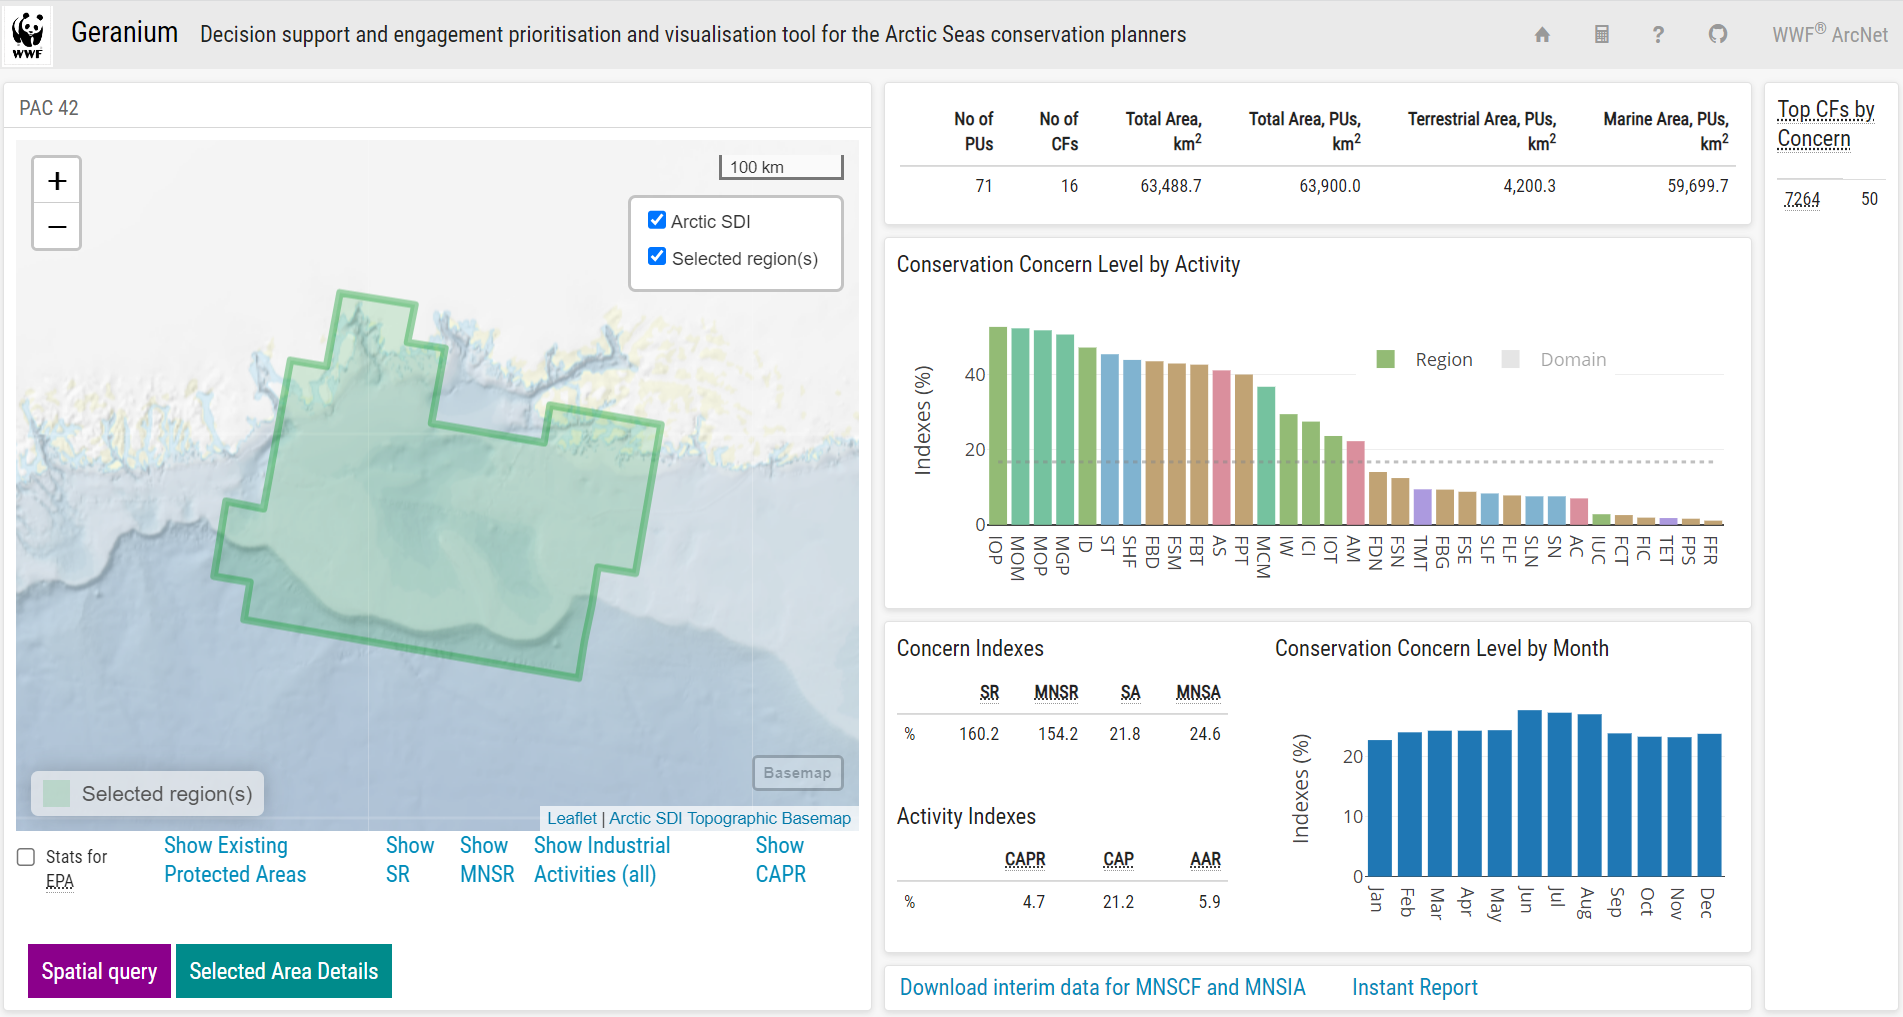 WWF
Geranium
Decision support and engagement prioritisation and visualisation tool for the Arctic Seas conservation planners
?
WWF® ArcNet
PAC 42
+
−
100 km
Arctic SDI
Selected region(s)
Selected region(s)
Basemap
Leaflet | Arctic SDI Topographic Basemap
Stats for
EPA
Show Existing
Protected Areas
Show
SR
Show
MNSR
Show Industrial
Activities (all)
Show
CAPR
Spatial query
Selected Area Details
No of PUs
No of CFs
Total Area, km2
Total Area, PUs, km2
Terrestrial Area, PUs, km2
Marine Area, PUs, km2
71 16 63,488.7 63,900.0 4,200.3 59,699.7
Conservation Concern Level by Activity
Indexes (%)
40
20
0
Region
Domain
IOP MOM MOP MGP ID ST SHF FBD FSM FBT AS FPT MCM IW ICI IOT AM FDN FSN TMT FBG FSE SLF FLF SLN SN AC IUC FCT FIC TET FPS FFR
Concern Indexes
SR MNSR SA MNSA
% 160.2 154.2 21.8 24.6
Activity Indexes
CAPR CAP AAR
% 4.7 21.2 5.9
Conservation Concern Level by Month
Indexes (%)
20
10
0
Jan Feb Mar Apr May Jun Jul Aug Sep Oct Nov Dec
Download interim data for MNSCF and MNSIA
Instant Report
Top CFs by
Concern
7264 50